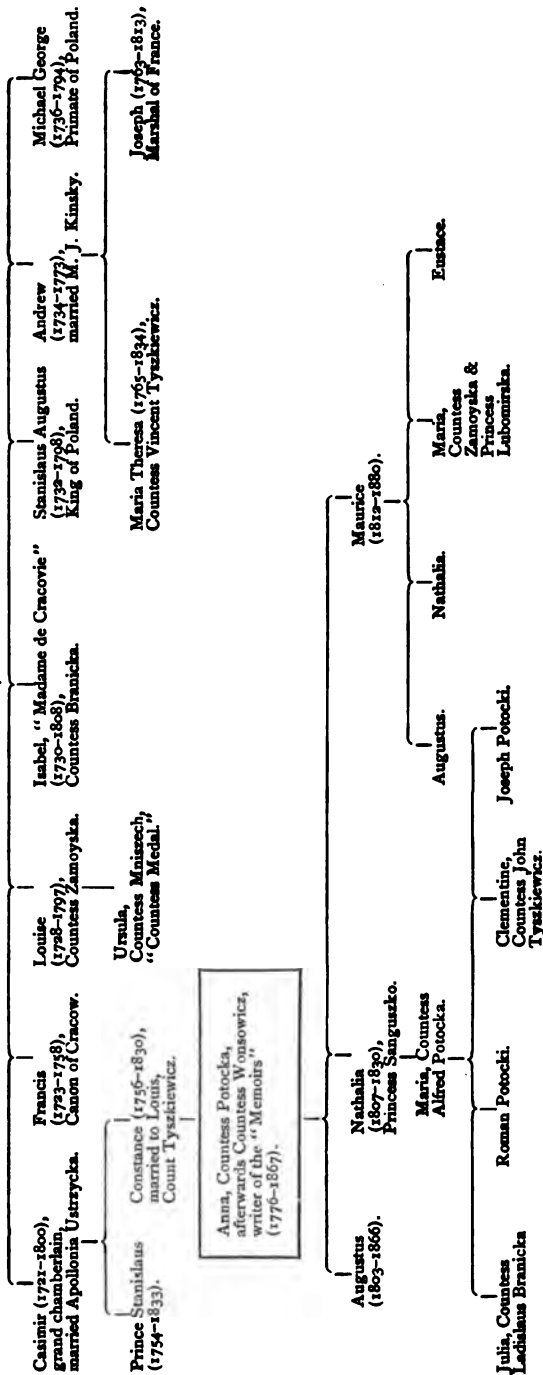 Casimir (1721-1800),
grand chamberlain,
married Apollonia Ustrzycka.
Francis
(1723-1758),
Canon of Cracow.
Louise
(1728-1797),
Countess Zamoyska.
Isabel, "Madame de Cracovie"
(1730-1808),
Countess Branicka.
Stanislaus Augustus
(1732-1798)
King of Poland.
Andrew
(1734-1773),
married M. J. Kinsky.
Michael George
(1736-1794),
Primate of Poland.
Prince Stanislaus
(1754-1833).
Constance (1756-1830),
married to Louis,
Count Tyszkiewicz.
Ursula,
Countess Mniszech,
"Countess Medal."
Maria Theresa (1765-1834),
Countess Vincent Tyszkiewicz.
Joseph (1763-1813),
Marshal of France.
Anna, Countess Potocka,
afterwards Countess Wonsowicz,
writer of the "Memoirs"
(1776-1867).
Augustus
(1803-1866).
Nathalia
(1807-1830),
Princess Sanguszko.
Maurice
(1812-1880).
Maria, Countess
Alfred Potocka.
Augustus.
Nathalia.
Maria,
Countess
Zamoyska &
Princess
Lubomirska.
Eustace.
Julia, Countess
Ladislaus Branicka
Roman Potocki.
Clementine,
Countess John
Tyszkiewicz.
Joseph Potocki.